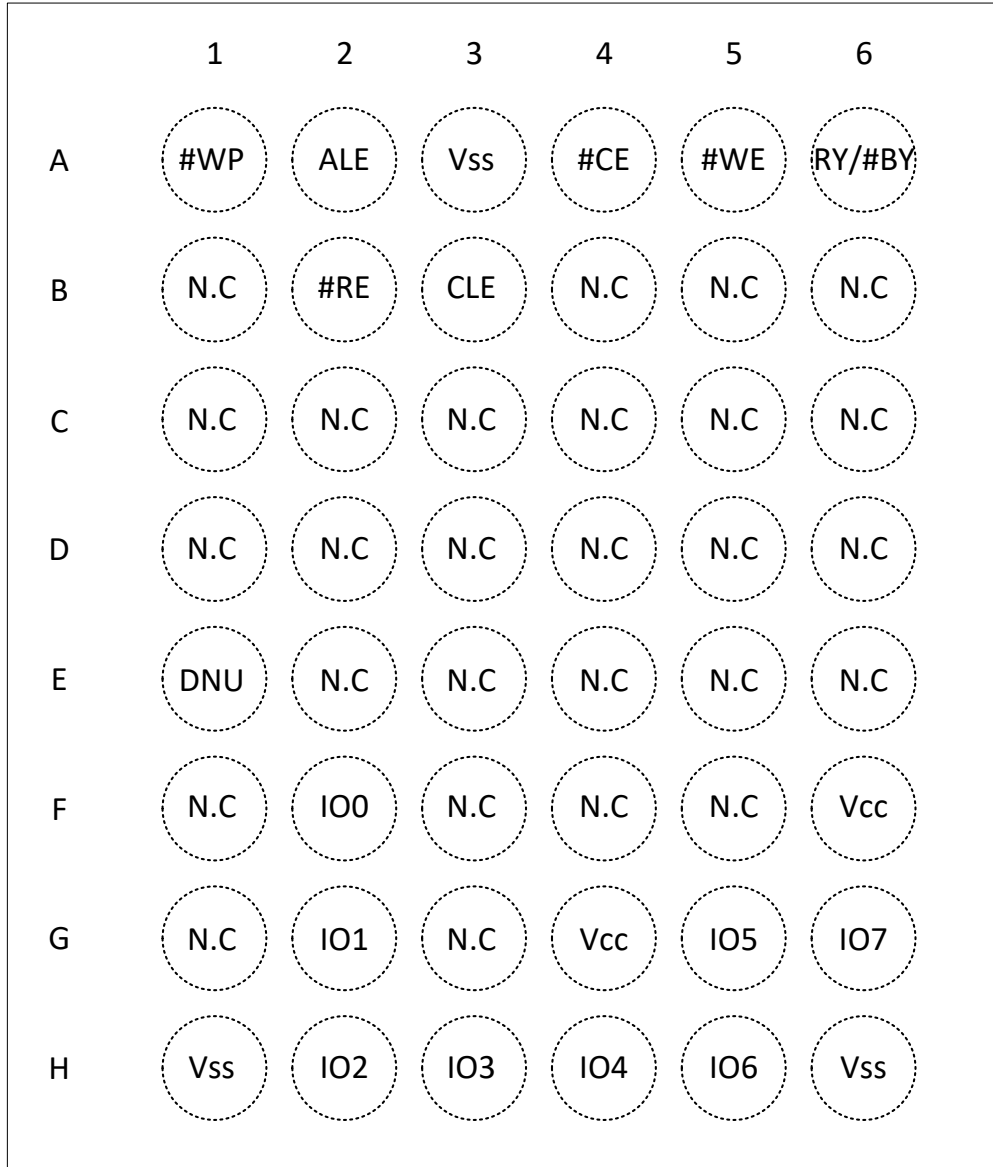 1 2 3 4 5 6
A #WP ALE Vss #CE #WE RY/#BY
B N.C #RE CLE N.C N.C N.C
C N.C N.C N.C N.C N.C N.C
D N.C N.C N.C N.C N.C N.C
E DNU N.C N.C N.C N.C N.C
F N.C IO0 N.C N.C N.C Vcc
G N.C IO1 N.C Vcc IO5 IO7
H Vss IO2 IO3 IO4 IO6 Vss